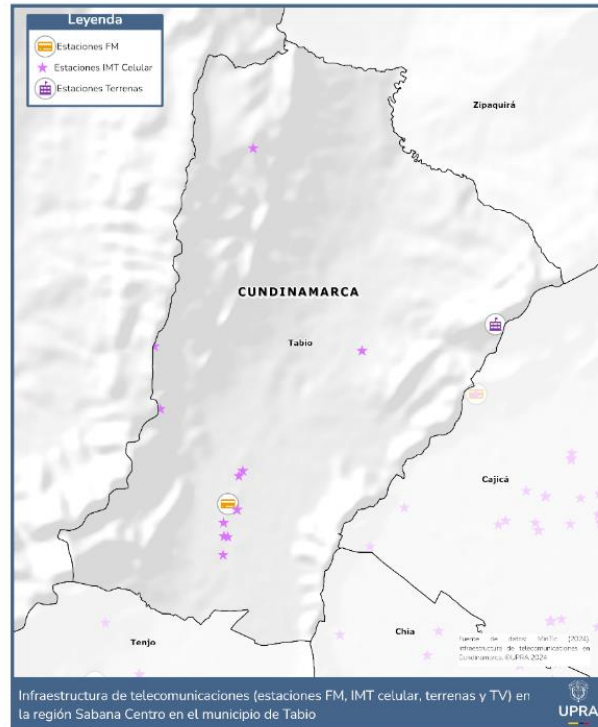 Leyenda
Estaciones FM
Estaciones IMT Celular
Estaciones Terrenas
Zipaquirá
CUNDINAMARCA
Tabio
Cajicá
Chía
Tenjo
Fuente de datos: MinTic (2024).
Infraestructura de telecomunicaciones en
Cundinamarca. ©UPRA 2024
Infraestructura de telecomunicaciones (estaciones FM, IMT celular, terrenas y TV) en
la región Sabana Centro en el municipio de Tabio
UPRA